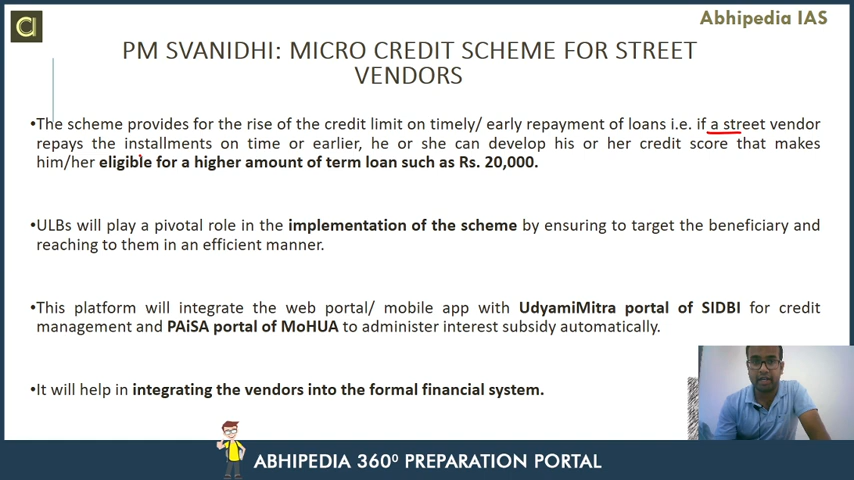 Abhipedia IAS
PM SVANIDHI: MICRO CREDIT SCHEME FOR STREET
VENDORS
•The scheme provides for the rise of the credit limit on timely/ early repayment of loans i.e. if a street vendor
repays the installments on time or earlier, he or she can develop his or her credit score that makes
him/her eligible for a higher amount of term loan such as Rs. 20,000.
•ULBs will play a pivotal role in the implementation of the scheme by ensuring to target the beneficiary and
reaching to them in an efficient manner.
•This platform will integrate the web portal/ mobile app with UdyamiMitra portal of SIDBI for credit
management and PAiSA portal of MoHUA to administer interest subsidy automatically.
•It will help in integrating the vendors into the formal financial system.
ABHIPEDIA 360⁰ PREPARATION PORTAL